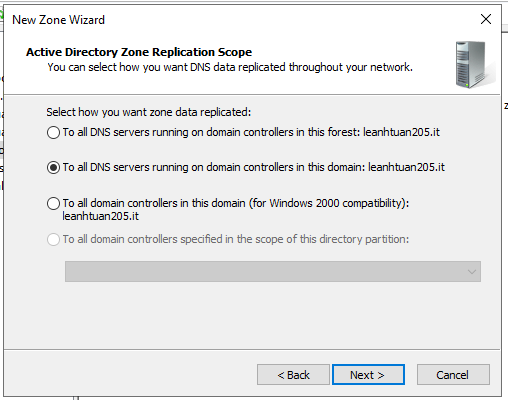 New Zone Wizard
Active Directory Zone Replication Scope
You can select how you want DNS data replicated throughout your network.
Select how you want zone data replicated:
To all DNS servers running on domain controllers in this forest: leanhtuan205.it
To all DNS servers running on domain controllers in this domain: leanhtuan205.it
To all domain controllers in this domain (for Windows 2000 compatibility):
leanhtuan205.it
To all domain controllers specified in the scope of this directory partition:
< Back
Next >
Cancel